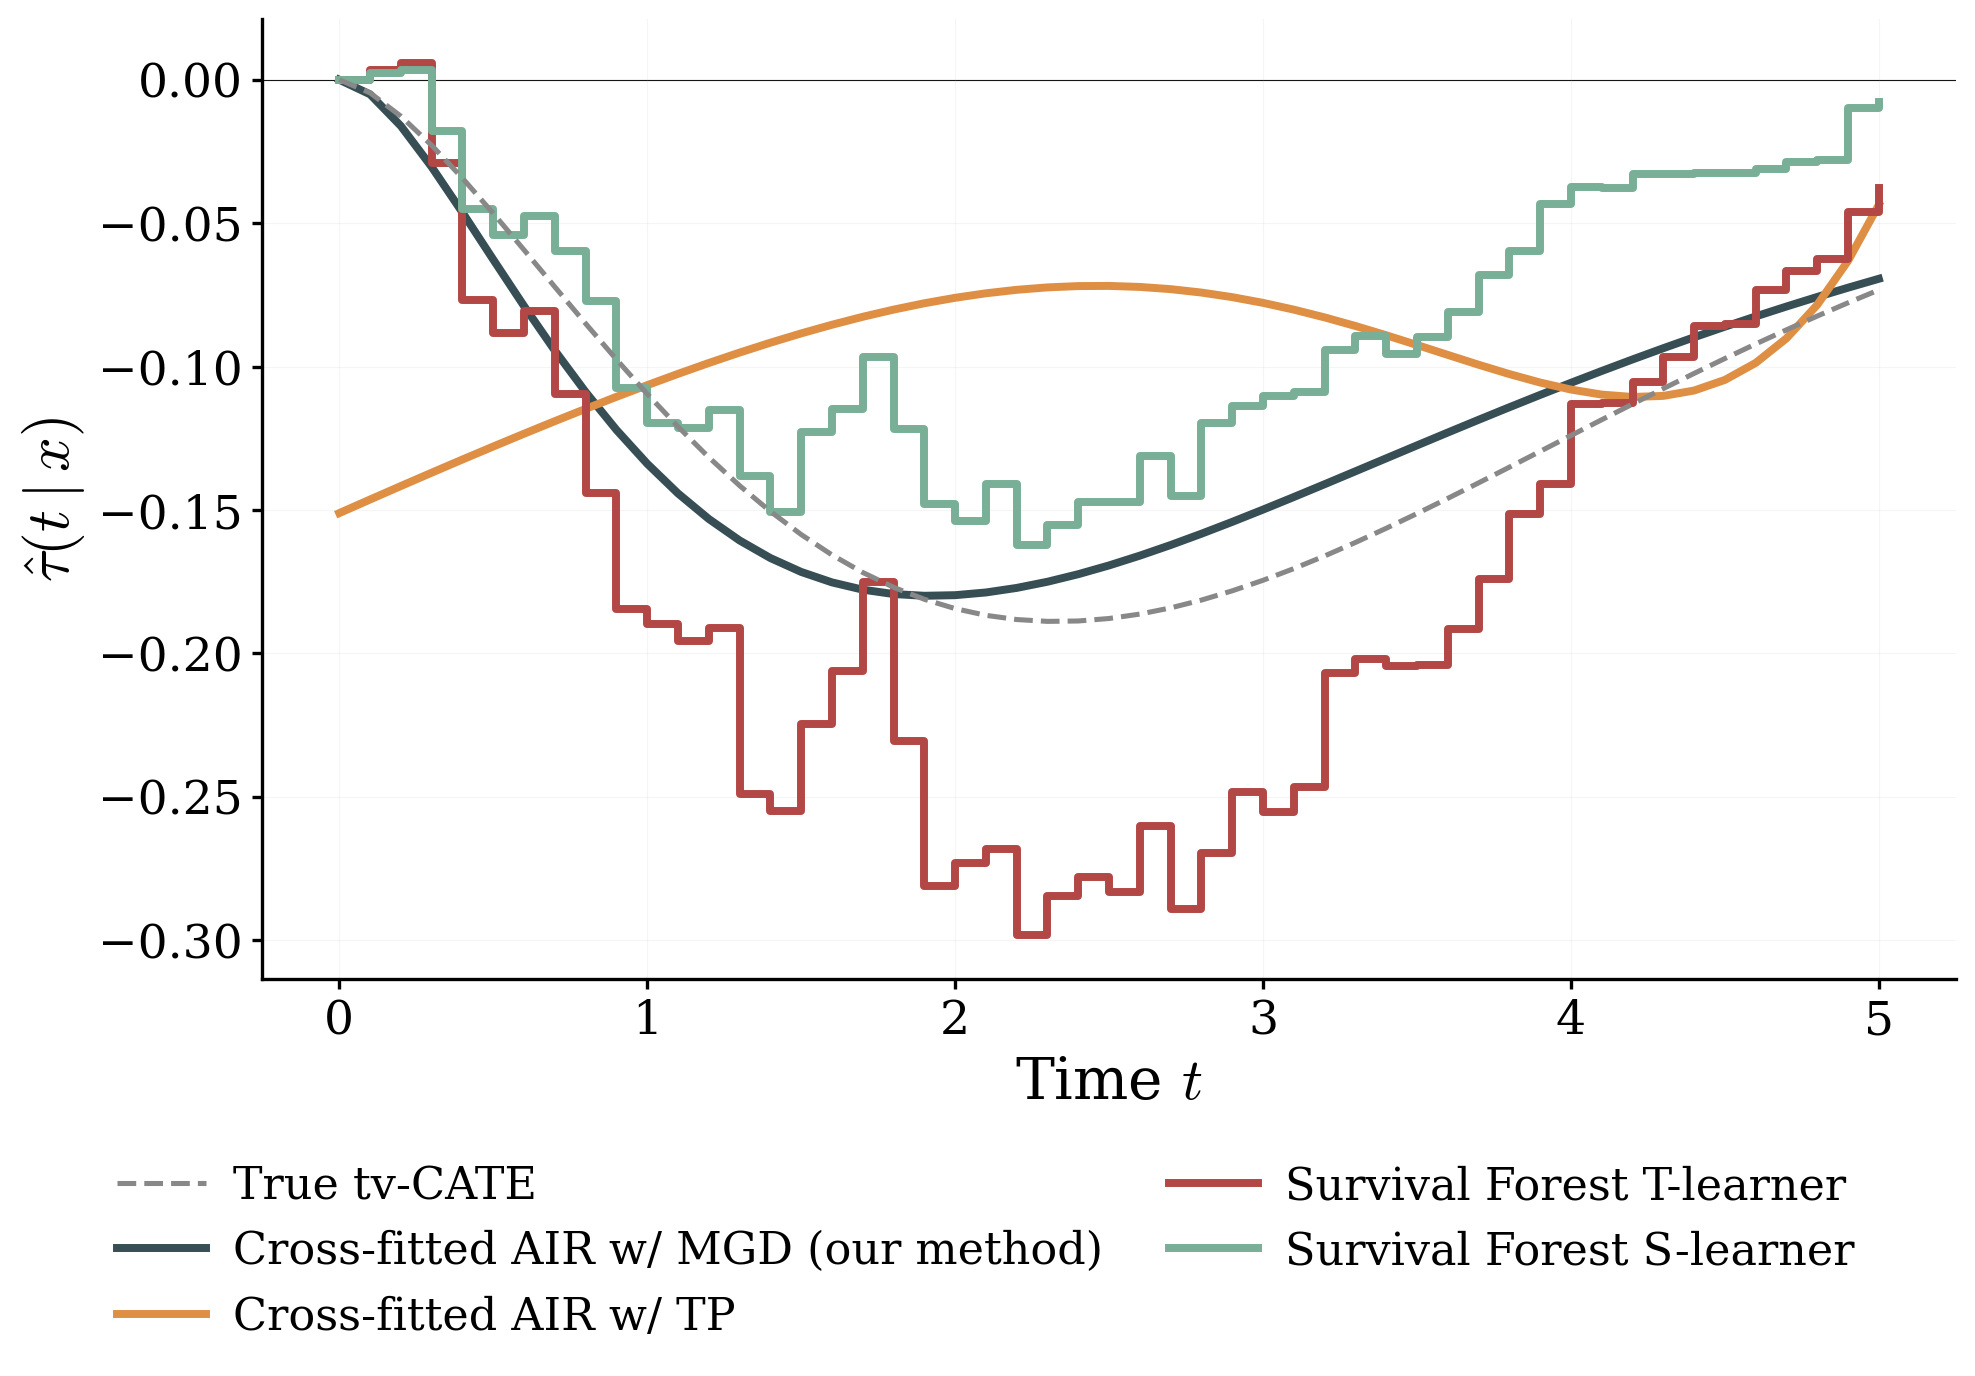 0.00
−0.05
−0.10
−0.15
−0.20
−0.25
−0.30
τ̂(t | x)
0 1 2 3 4 5
Time t
True tv-CATE
Cross-fitted AIR w/ MGD (our method)
Cross-fitted AIR w/ TP
Survival Forest T-learner
Survival Forest S-learner